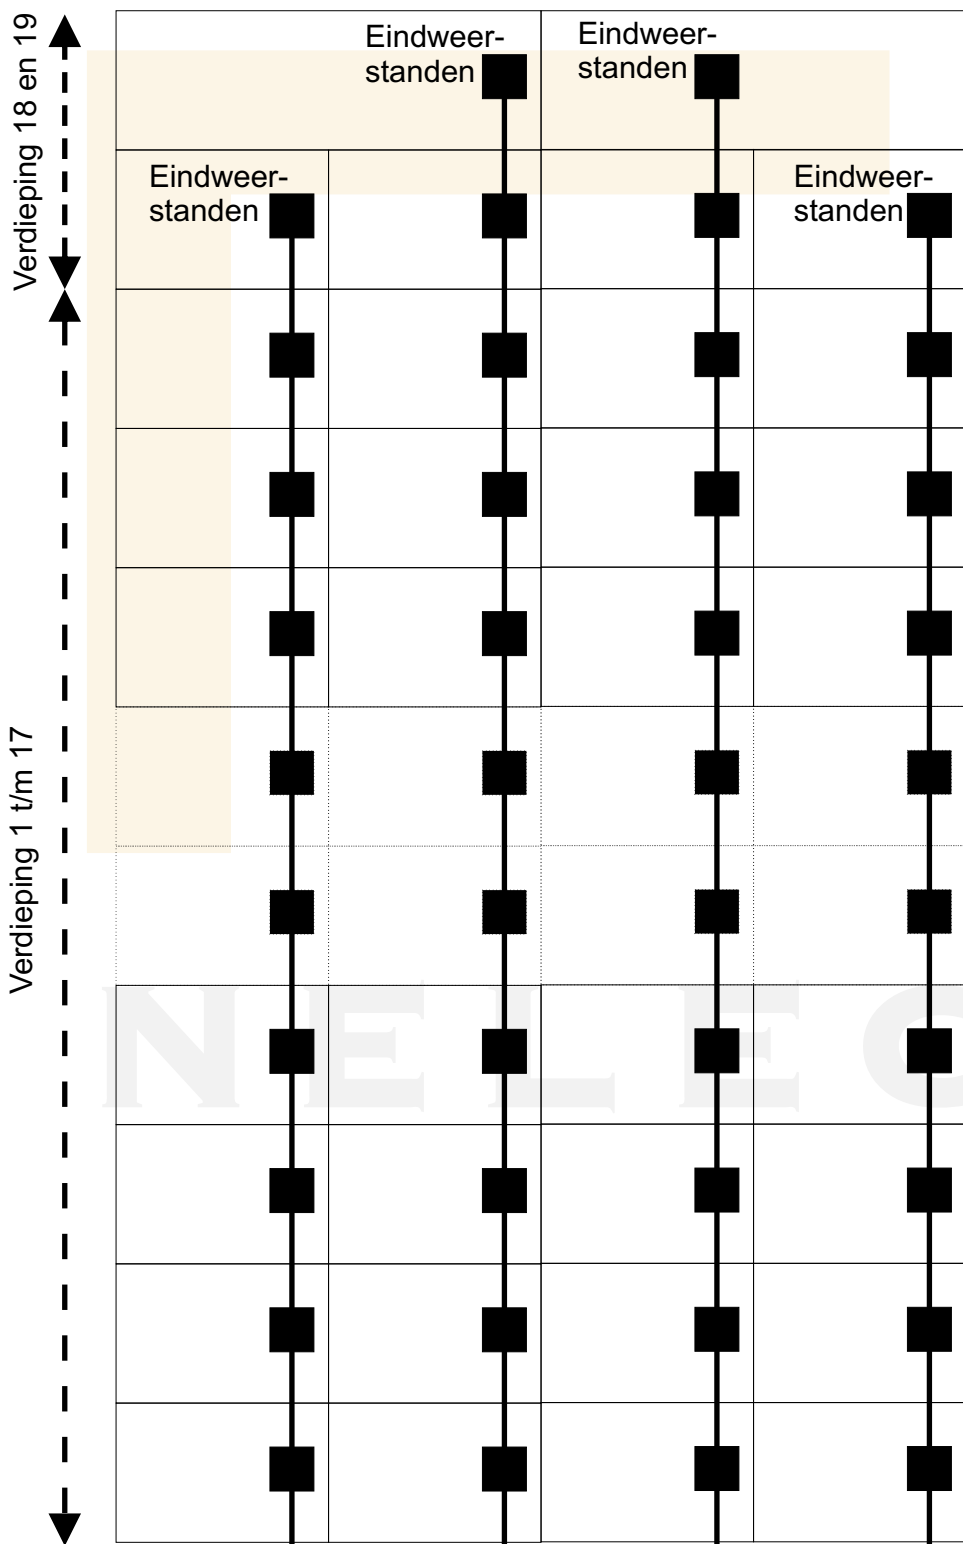 Verdieping 18 en 19
Eindweer-
standen
Eindweer-
standen
Eindweer-
standen
Eindweer-
standen
Verdieping 1 t/m 17
NELEC